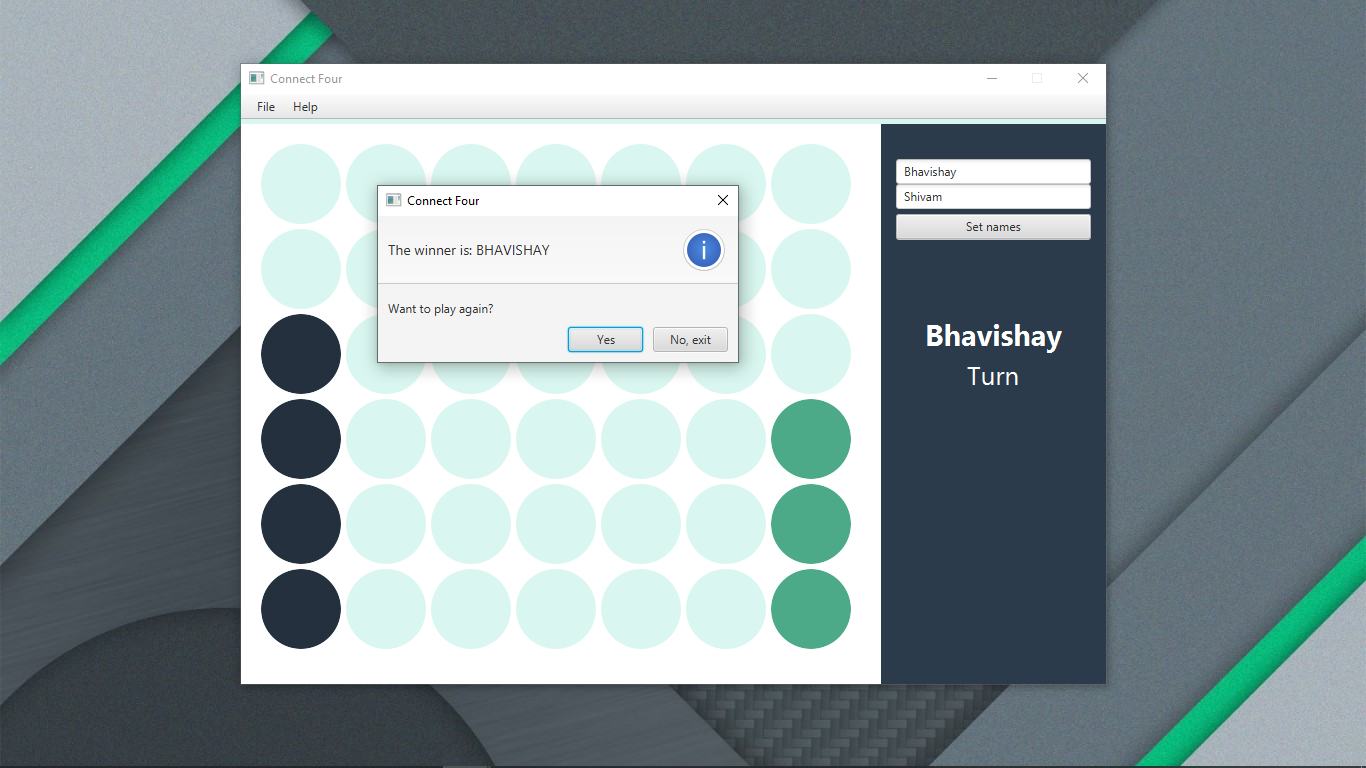 Connect Four
File Help
Bhavishay
Shivam
Set names
Connect Four
The winner is: BHAVISHAY
i
Want to play again?
Yes No, exit
Bhavishay
Turn